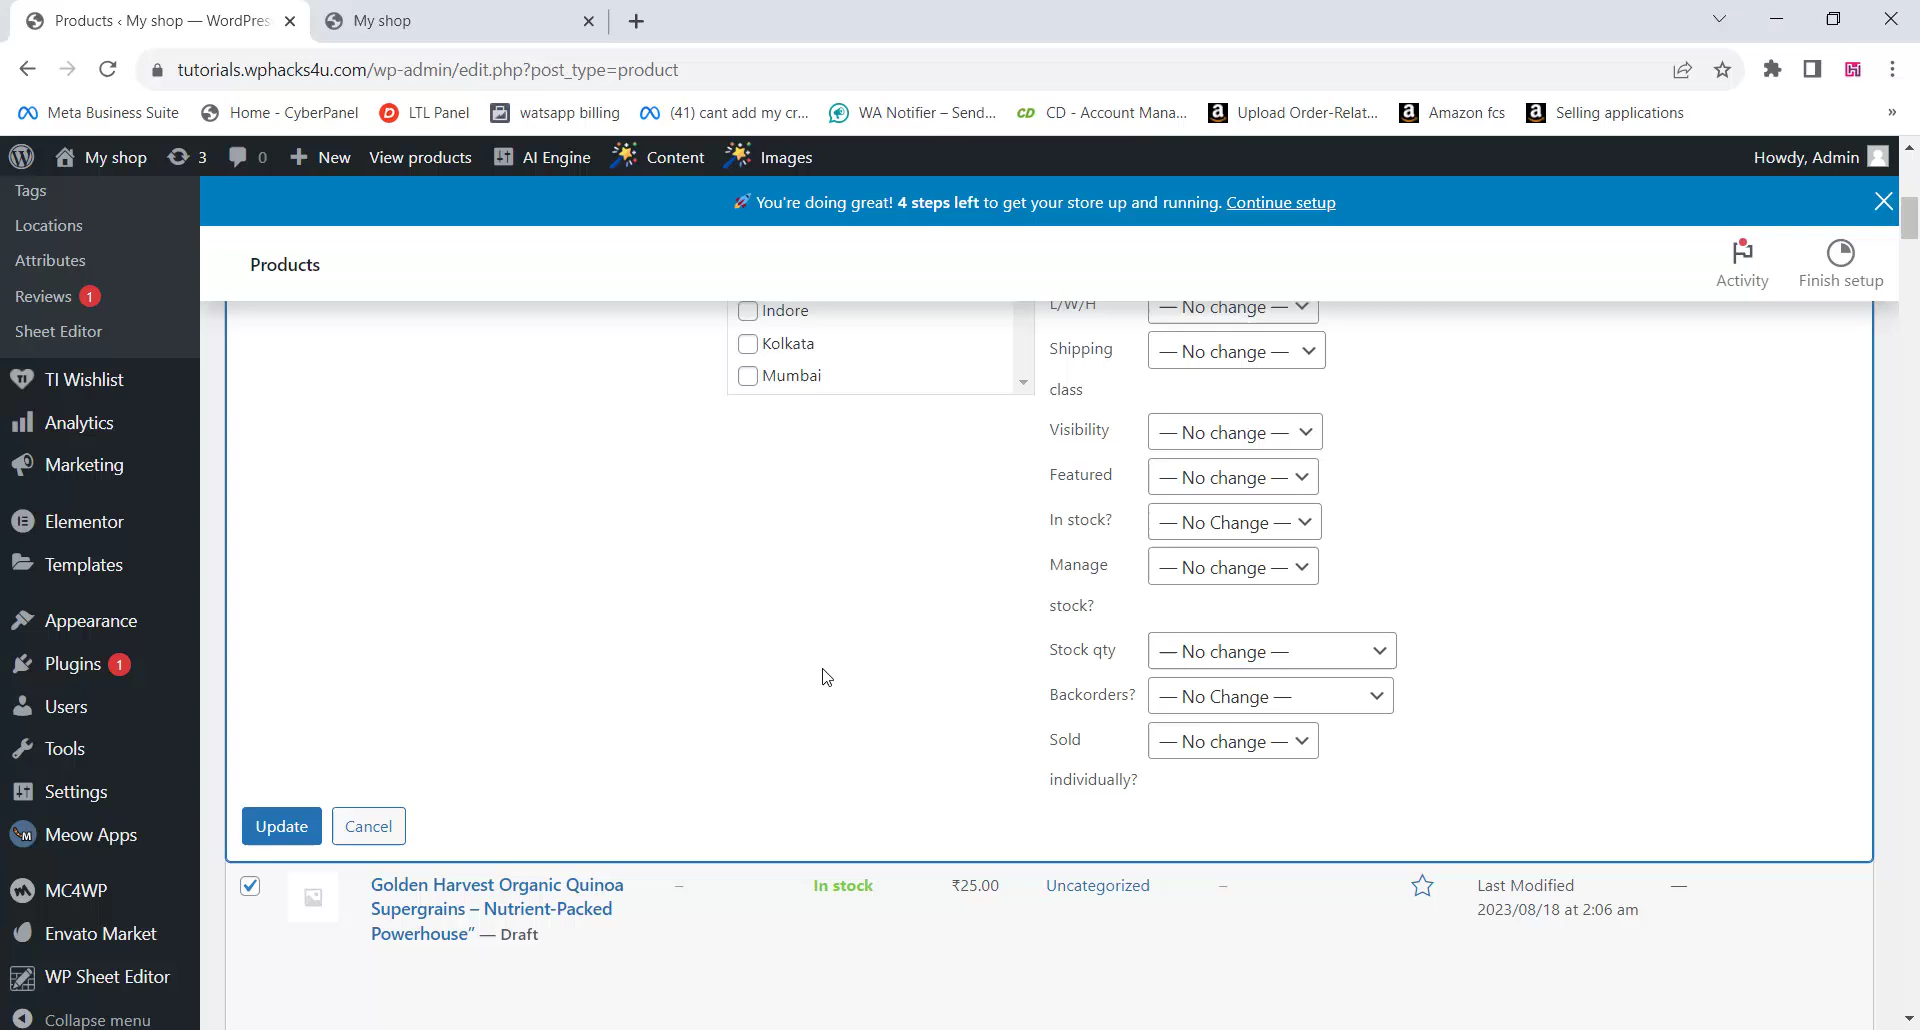 Products ‹ My shop — WordPres
My shop
tutorials.wphacks4u.com/wp-admin/edit.php?post_type=product
Meta Business Suite
Home - CyberPanel
LTL Panel
watsapp billing
(41) cant add my cr...
WA Notifier – Send...
CD - Account Mana...
Upload Order-Relat...
Amazon fcs
Selling applications
»
My shop
3
0
New
View products
AI Engine
Content
Images
Howdy, Admin
Tags
Locations
Attributes
Reviews 1
Sheet Editor
TI Wishlist
Analytics
Marketing
Elementor
Templates
Appearance
Plugins 1
Users
Tools
Settings
Meow Apps
MC4WP
Envato Market
WP Sheet Editor
Collapse menu
You're doing great! 4 steps left to get your store up and running. Continue setup
Products
Activity
Finish setup
Indore
Kolkata
Mumbai
L/W/H
— No change —
Shipping
class
— No change —
Visibility
— No change —
Featured
— No change —
In stock?
— No Change —
Manage
stock?
— No change —
Stock qty
— No change —
Backorders?
— No Change —
Sold
individually?
— No change —
Update
Cancel
Golden Harvest Organic Quinoa
Supergrains – Nutrient-Packed
Powerhouse” — Draft
–
In stock
₹25.00
Uncategorized
–
Last Modified
2023/08/18 at 2:06 am
—